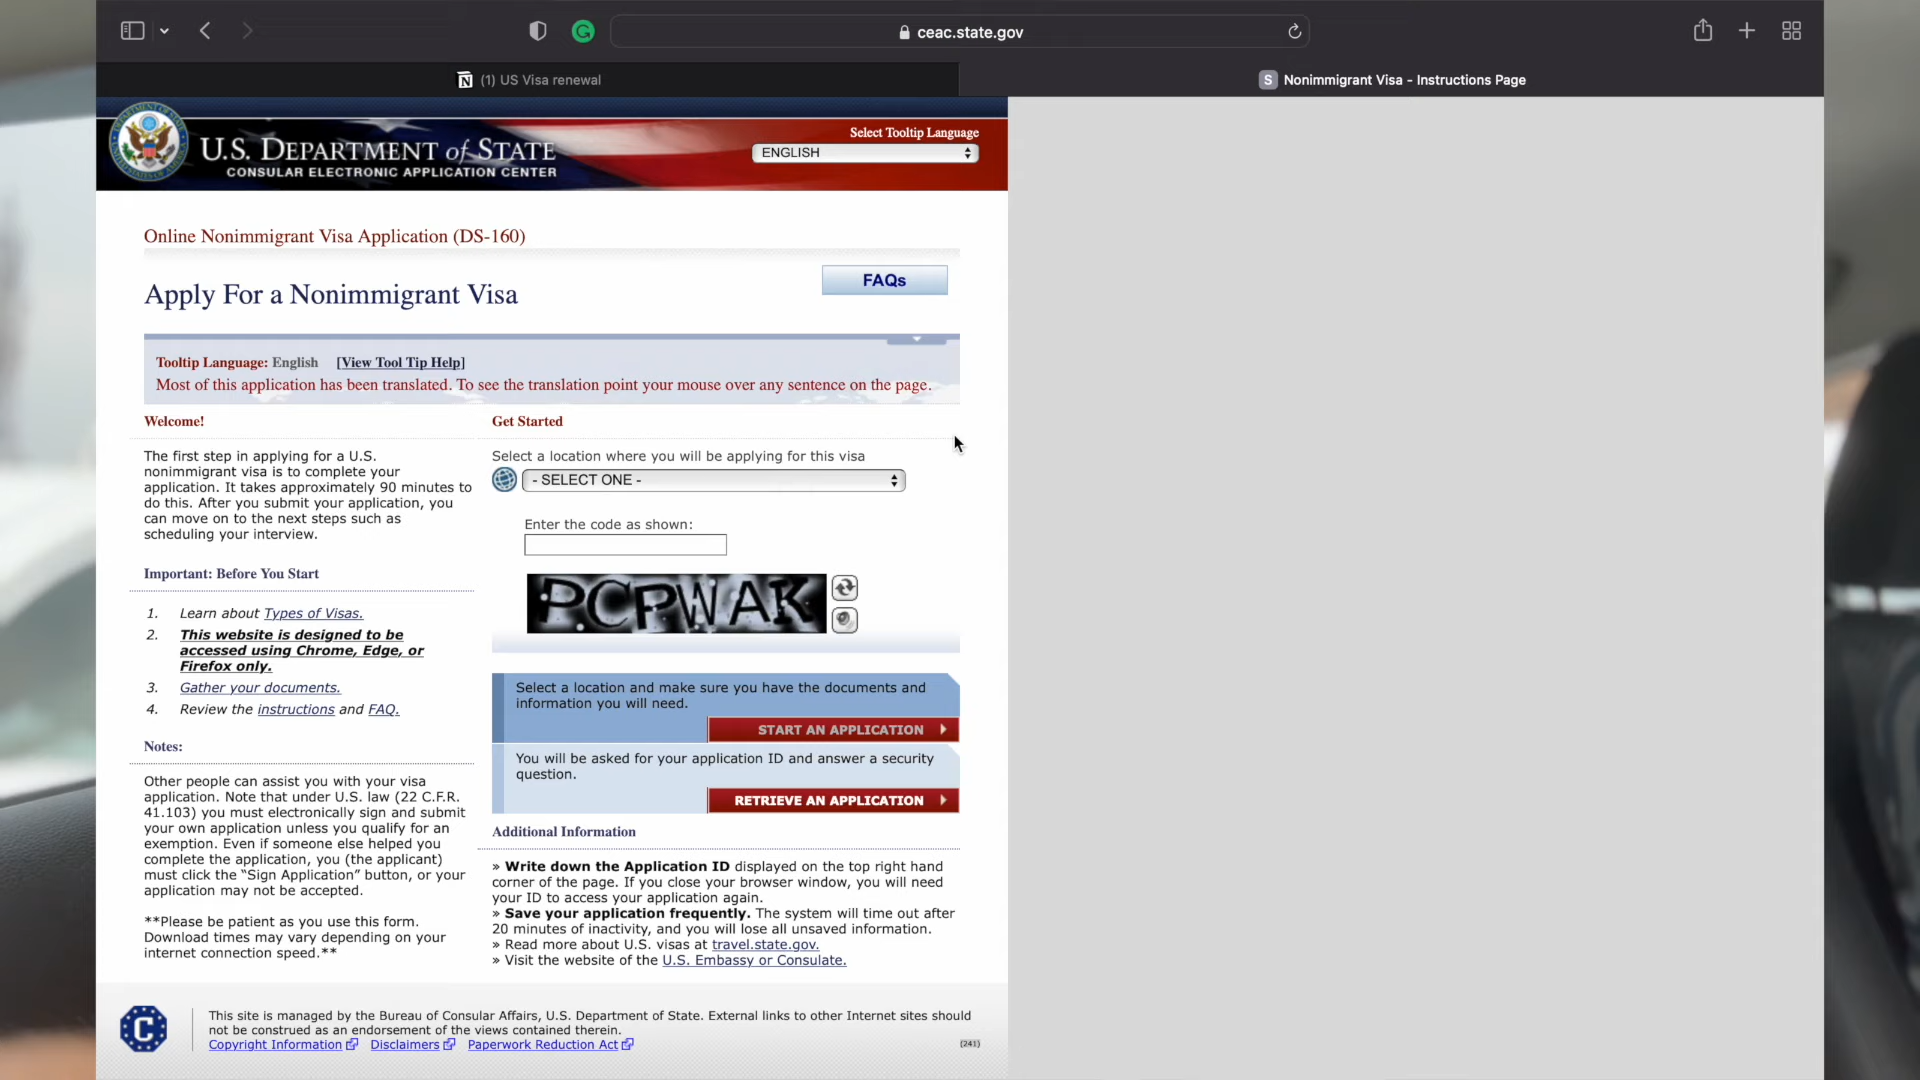 ceac.state.gov
(1) US Visa renewal
S Nonimmigrant Visa - Instructions Page
U.S. DEPARTMENT of STATE
CONSULAR ELECTRONIC APPLICATION CENTER
Select Tooltip Language
ENGLISH
Online Nonimmigrant Visa Application (DS-160)
Apply For a Nonimmigrant Visa
FAQs
Tooltip Language: English [View Tool Tip Help]
Most of this application has been translated. To see the translation point your mouse over any sentence on the page.
Welcome!
The first step in applying for a U.S.
nonimmigrant visa is to complete your
application. It takes approximately 90 minutes to
do this. After you submit your application, you
can move on to the next steps such as
scheduling your interview.
Important: Before You Start
1. Learn about Types of Visas.
2. This website is designed to be
accessed using Chrome, Edge, or
Firefox only.
3. Gather your documents.
4. Review the instructions and FAQ.
Notes:
Other people can assist you with your visa
application. Note that under U.S. law (22 C.F.R.
41.103) you must electronically sign and submit
your own application unless you qualify for an
exemption. Even if someone else helped you
complete the application, you (the applicant)
must click the “Sign Application” button, or your
application may not be accepted.
**Please be patient as you use this form.
Download times may vary depending on your
internet connection speed.**
Get Started
Select a location where you will be applying for this visa
- SELECT ONE -
Enter the code as shown:
PCPWAK
Select a location and make sure you have the documents and
information you will need.
START AN APPLICATION
You will be asked for your application ID and answer a security
question.
RETRIEVE AN APPLICATION
Additional Information
» Write down the Application ID displayed on the top right hand
corner of the page. If you close your browser window, you will need
your ID to access your application again.
» Save your application frequently. The system will time out after
20 minutes of inactivity, and you will lose all unsaved information.
» Read more about U.S. visas at travel.state.gov.
» Visit the website of the U.S. Embassy or Consulate.
This site is managed by the Bureau of Consular Affairs, U.S. Department of State. External links to other Internet sites should
not be construed as an endorsement of the views contained therein.
Copyright Information Disclaimers Paperwork Reduction Act
(241)